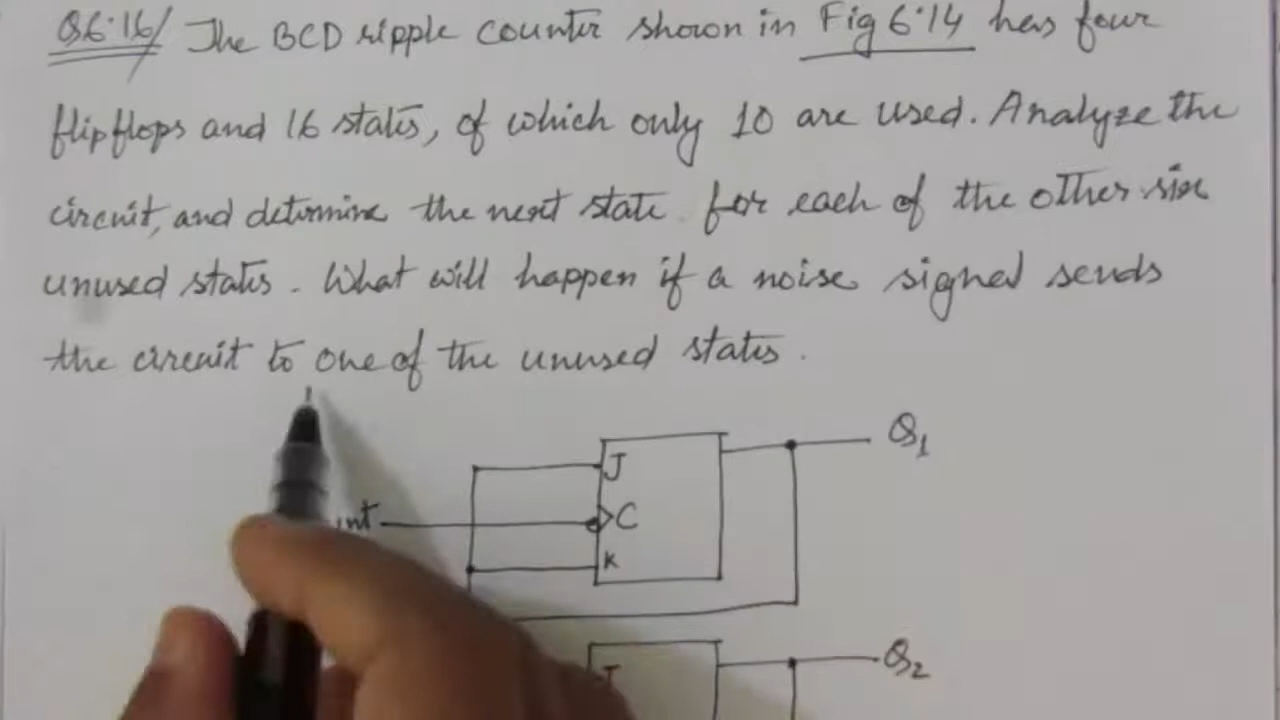 Q6.16/ The BCD ripple counter shown in Fig 6.14 has four
flipflops and 16 states, of which only 10 are used. Analyze the
circuit, and determine the next state for each of the other six
unused states. What will happen if a noise signal sends
the circuit to one of the unused states.
Q1
J
C
K
Q2
J